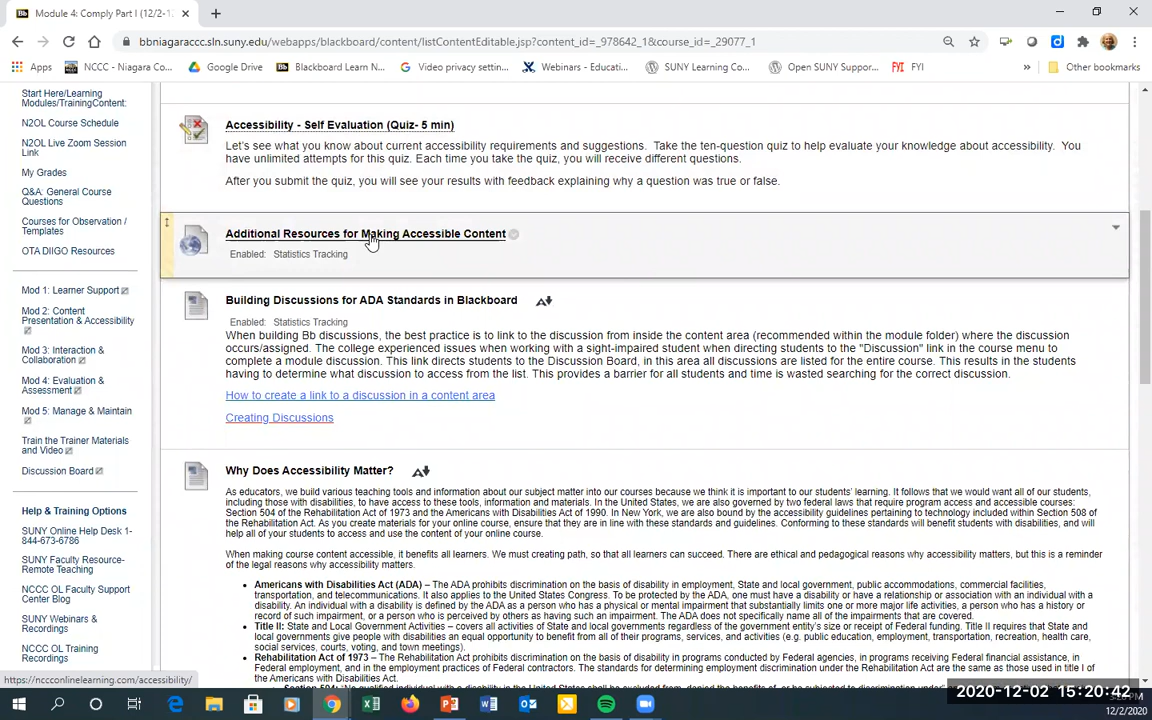 Bb Module 4: Comply Part I (12/2-1
bbniagaraccc.sln.suny.edu/webapps/blackboard/content/listContentEditable.jsp?content_id=_978642_1&course_id=_29077_1
Apps NCCC - Niagara Co... Google Drive Bb Blackboard Learn N... Video privacy settin... Webinars - Educati... SUNY Learning Co... Open SUNY Suppor... FYI FYI » Other bookmarks
Start Here/Learning
Modules/TrainingContent:
N2OL Course Schedule
N2OL Live Zoom Session
Link
My Grades
Q&A: General Course
Questions
Courses for Observation /
Templates
OTA DIIGO Resources
Mod 1: Learner Support
Mod 2: Content
Presentation & Accessibility
Mod 3: Interaction &
Collaboration
Mod 4: Evaluation &
Assessment
Mod 5: Manage & Maintain
Train the Trainer Materials
and Video
Discussion Board
Help & Training Options
SUNY Online Help Desk 1-
844-673-6786
SUNY Faculty Resource-
Remote Teaching
NCCC OL Faculty Support
Center Blog
SUNY Webinars &
Recordings
NCCC OL Training
Recordings
Accessibility - Self Evaluation (Quiz- 5 min)
Let's see what you know about current accessibility requirements and suggestions. Take the ten-question quiz to help evaluate your knowledge about accessibility. You
have unlimited attempts for this quiz. Each time you take the quiz, you will receive different questions.
After you submit the quiz, you will see your results with feedback explaining why a question was true or false.
Additional Resources for Making Accessible Content
Enabled: Statistics Tracking
Building Discussions for ADA Standards in Blackboard
Enabled: Statistics Tracking
When building Bb discussions, the best practice is to link to the discussion from inside the content area (recommended within the module folder) where the discussion
occurs/assigned. The college experienced issues when working with a sight-impaired student when directing students to the "Discussion" link in the course menu to
complete a module discussion. This link directs students to the Discussion Board, in this area all discussions are listed for the entire course. This results in the students
having to determine what discussion to access from the list. This provides a barrier for all students and time is wasted searching for the correct discussion.
How to create a link to a discussion in a content area
Creating Discussions
Why Does Accessibility Matter?
As educators, we build various teaching tools and information about our subject matter into our courses because we think it is important to our students' learning. It follows that we would want all of our students,
including those with disabilities, to have access to these tools, information and materials. In the United States, we are also governed by two federal laws that require program access and accessible courses:
Section 504 of the Rehabilitation Act of 1973 and the Americans with Disabilities Act of 1990. In New York, we are also bound by the accessibility guidelines pertaining to technology included within Section 508 of
the Rehabilitation Act. As you create materials for your online course, ensure that they are in line with these standards and guidelines. Conforming to these standards will benefit students with disabilities, and will
help all of your students to access and use the content of your online course.
When making course content accessible, it benefits all learners. We must creating path, so that all learners can succeed. There are ethical and pedagogical reasons why accessibility matters, but this is a reminder
of the legal reasons why accessibility matters.
• Americans with Disabilities Act (ADA) – The ADA prohibits discrimination on the basis of disability in employment, State and local government, public accommodations, commercial facilities,
transportation, and telecommunications. It also applies to the United States Congress. To be protected by the ADA, one must have a disability or have a relationship or association with an individual with a
disability. An individual with a disability is defined by the ADA as a person who has a physical or mental impairment that substantially limits one or more major life activities, a person who has a history or
record of such impairment, or a person who is perceived by others as having such an impairment. The ADA does not specifically name all of the impairments that are covered.
• Title II: State and Local Government Activities – covers all activities of State and local governments regardless of the government entity's size or receipt of Federal funding. Title II requires that State and
local governments give people with disabilities an equal opportunity to benefit from all of their programs, services, and activities (e.g. public education, employment, transportation, recreation, health care,
social services, courts, voting, and town meetings).
• Rehabilitation Act of 1973 – The Rehabilitation Act prohibits discrimination on the basis of disability in programs conducted by Federal agencies, in programs receiving Federal financial assistance, in
Federal employment, and in the employment practices of Federal contractors. The standards for determining employment discrimination under the Rehabilitation Act are the same as those used in title I of
the Americans with Disabilities Act.
https://ncccconlinelearning.com/accessibility/
2020-12-02 15:20:42
12/2/2020